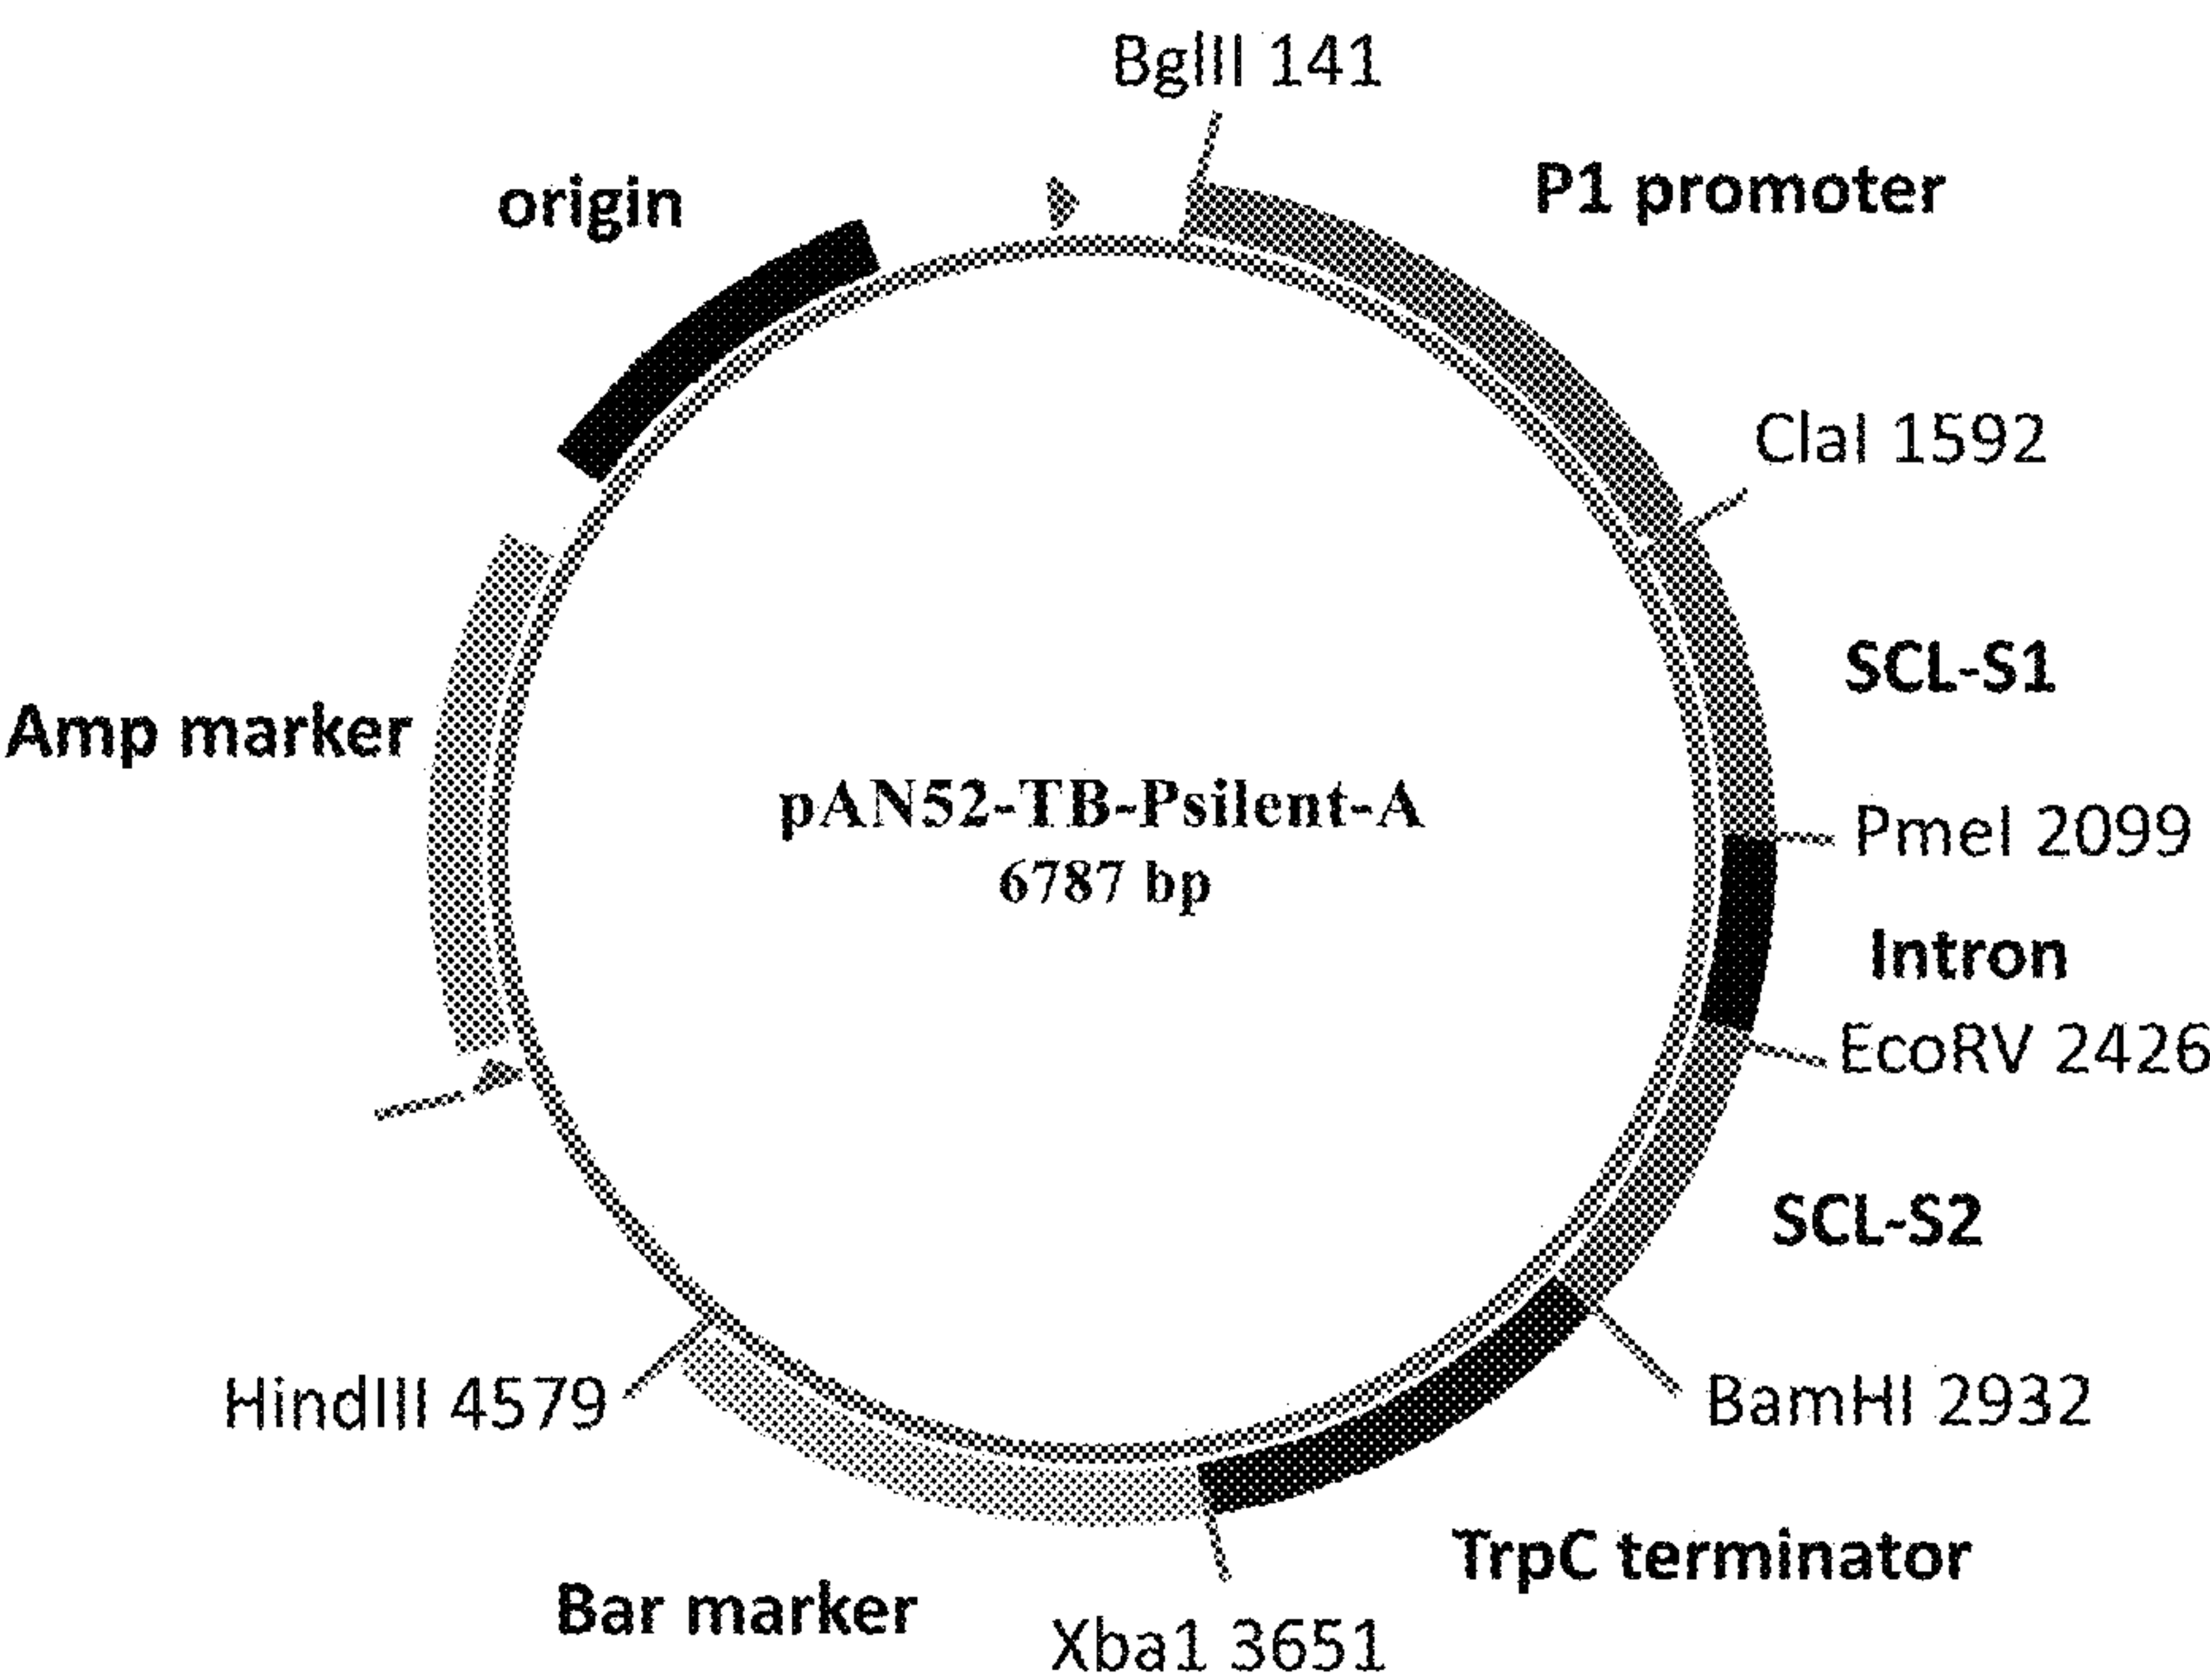 BglII 141
P1 promoter
origin
ClaI 1592
SCL-S1
Amp marker
pAN52-TB-Psilent-A
6787 bp
PmeI 2099
Intron
EcoRV 2426
SCL-S2
HindIII 4579
BamHI 2932
TrpC terminator
Bar marker
Xba1 3651